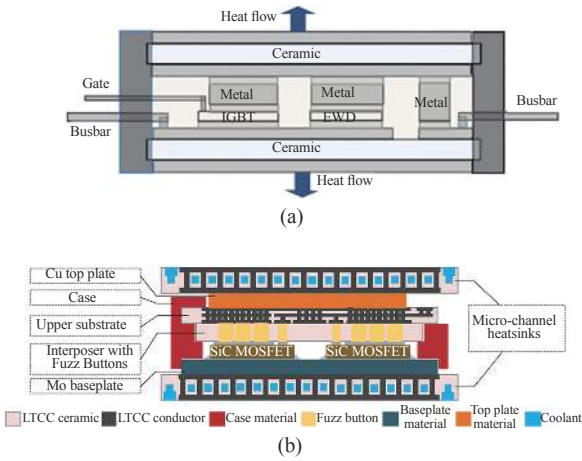 Heat flow
Ceramic
Gate
Metal
Metal
Metal
Busbar
IGBT
EWD
Busbar
Ceramic
Heat flow
(a)
Cu top plate
Case
Upper substrate
Interposer with
Fuzz Buttons
Mo baseplate
SiC MOSFET
SiC MOSFET
Micro-channel
heatsinks
LTCC ceramic
LTCC conductor
Case material
Fuzz button
Baseplate
material
Top plate
material
Coolant
(b)